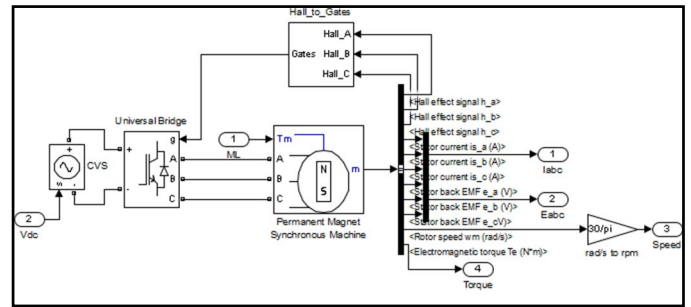 Hall_to_Gates
Hall_A
Gates Hall_B
Hall_C
Universal Bridge
g
A
B
C
+
-
+
-
s
CVS
2
Vdc
1
ML
Tm
A
B
C
m
N
S
Permanent Magnet
Synchronous Machine
<Hall effect signal h_a>
<Hall effect signal h_b>
<Hall effect signal h_c>
<Stator current is_a (A)>
<Stator current is_b (A)>
<Stator current is_c (A)>
<Stator back EMF e_a (V)>
<Stator back EMF e_b (V)>
<Stator back EMF e_cV)>
<Rotor speed wm (rad/s)>
<Electromagnetic torque Te (N*m)>
1
Iabc
2
Eabc
30/pi
rad/s to rpm
3
Speed
4
Torque